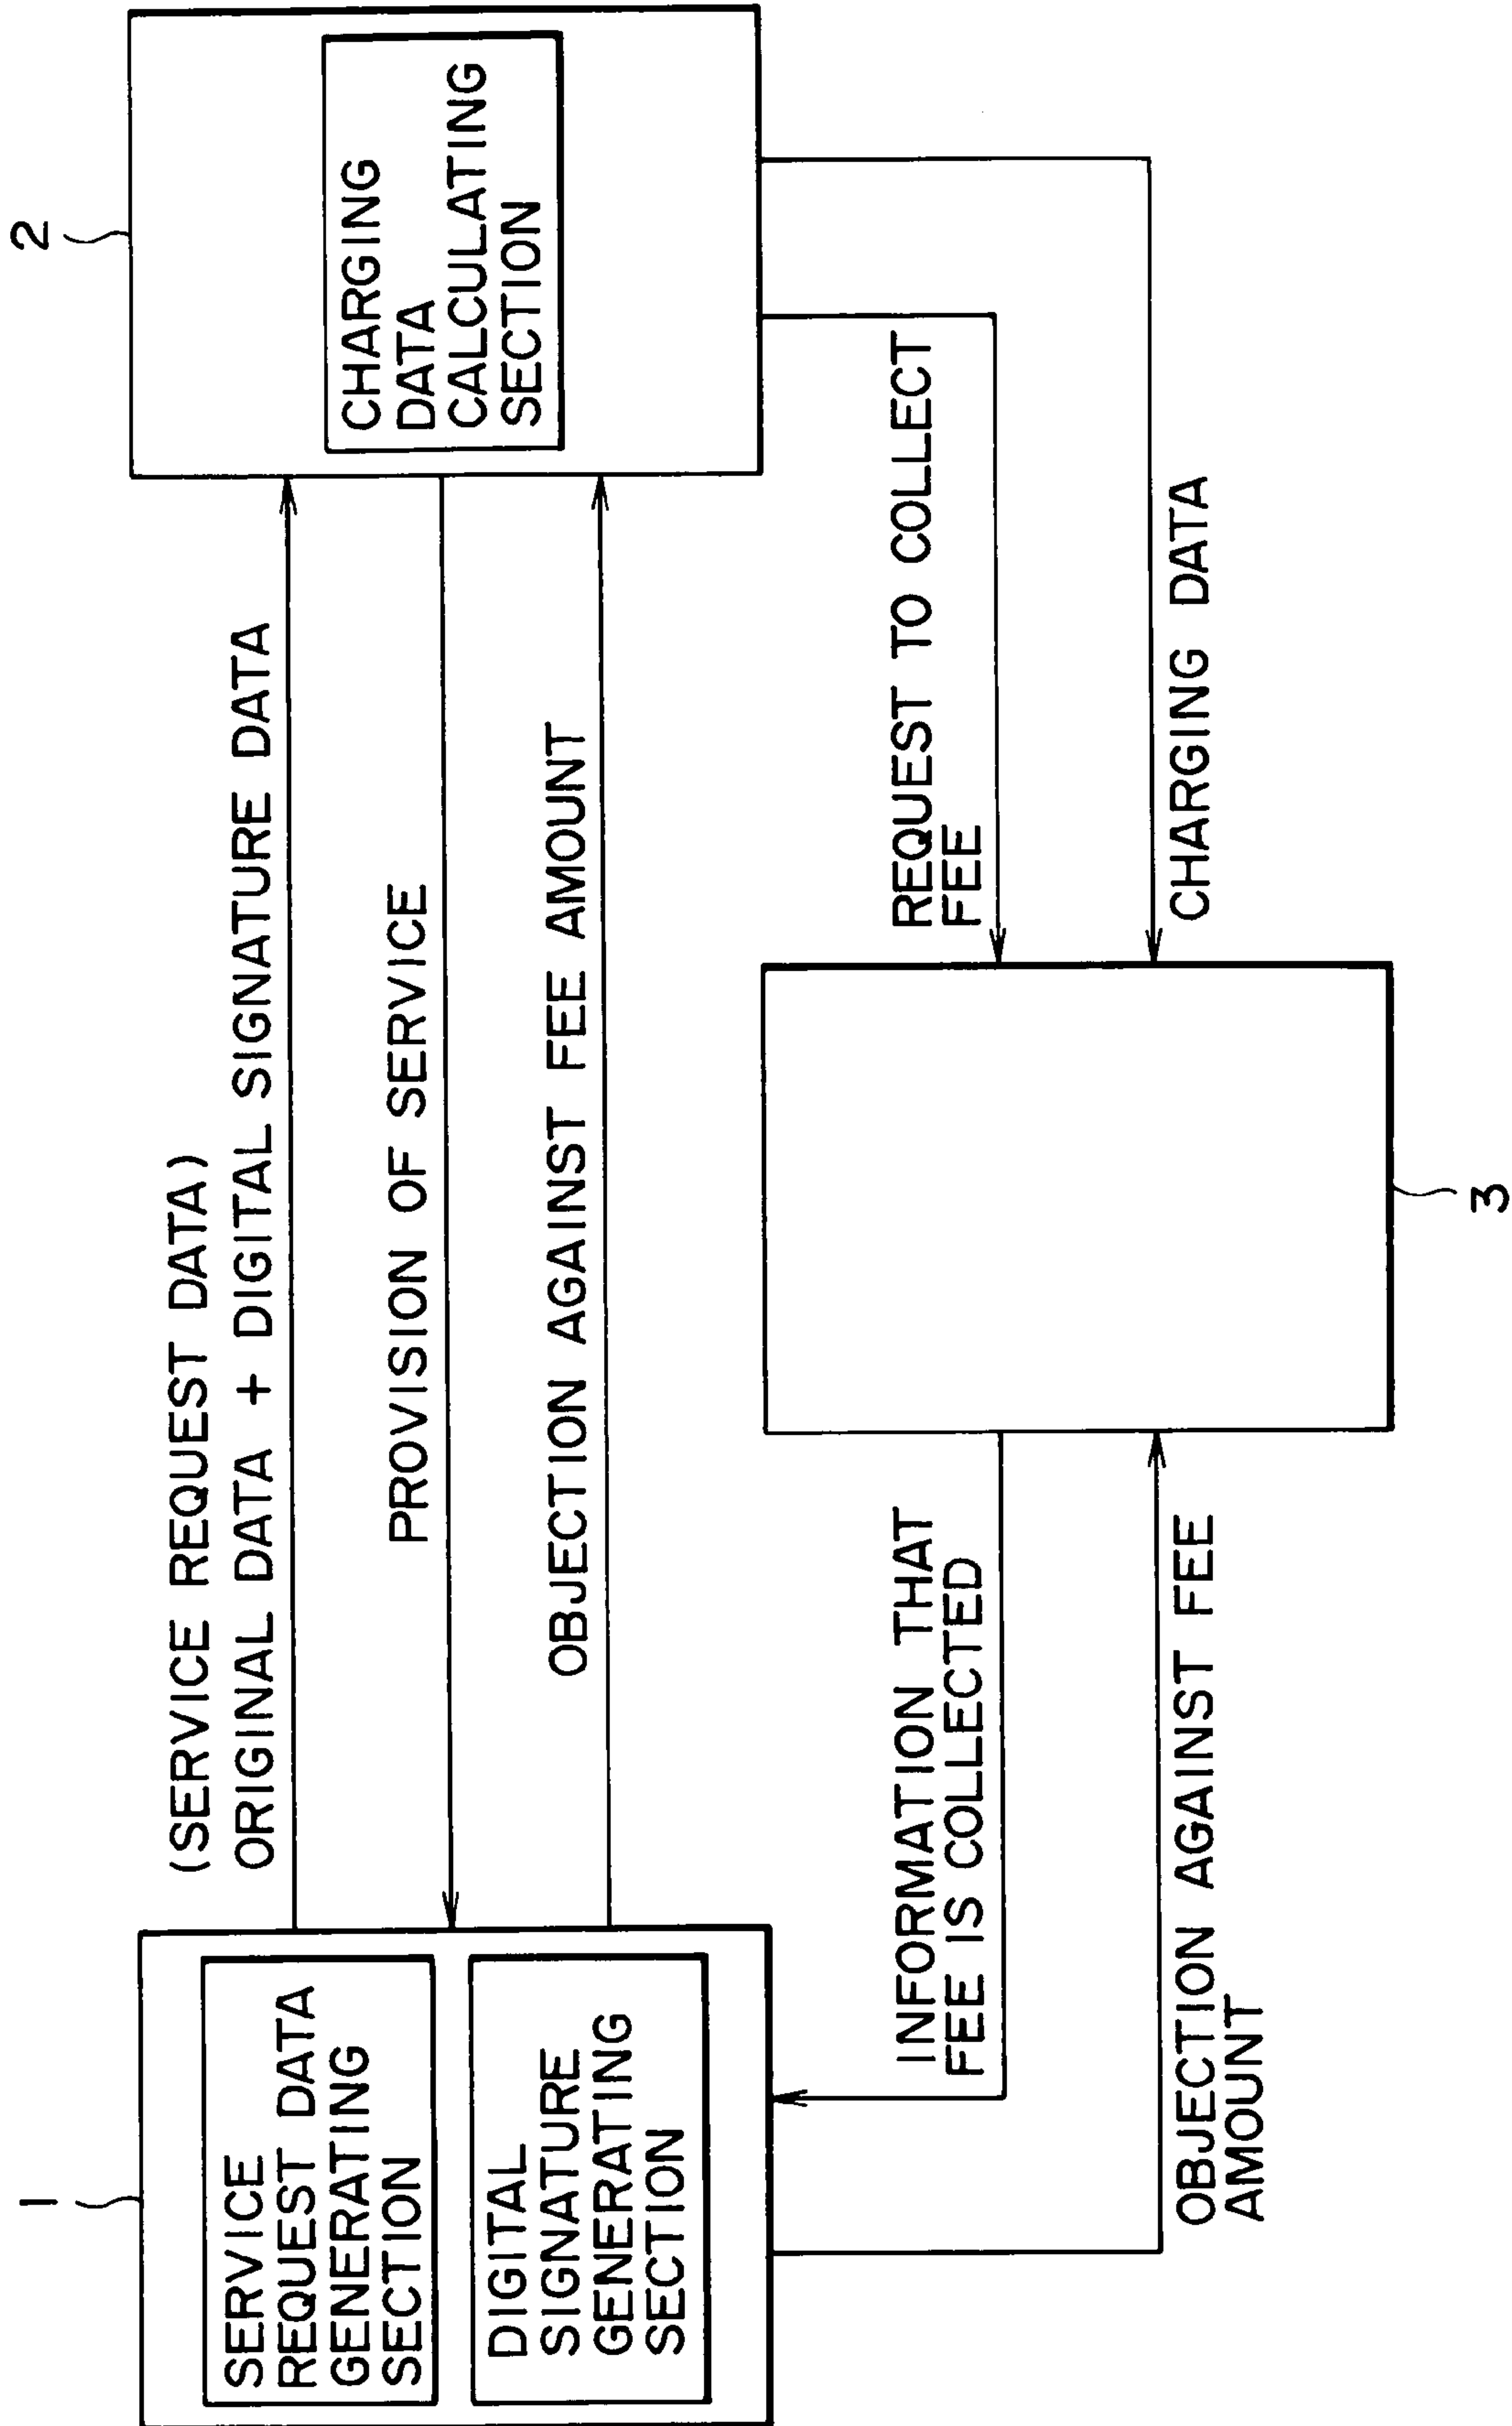 1
SERVICE
REQUEST DATA
GENERATING
SECTION
DIGITAL
SIGNATURE
GENERATING
SECTION
(SERVICE REQUEST DATA)
ORIGINAL DATA + DIGITAL SIGNATURE DATA
PROVISION OF SERVICE
OBJECTION AGAINST FEE AMOUNT
2
CHARGING
DATA
CALCULATING
SECTION
INFORMATION THAT
FEE IS COLLECTED
OBJECTION AGAINST FEE
AMOUNT
3
REQUEST TO COLLECT
FEE
CHARGING DATA